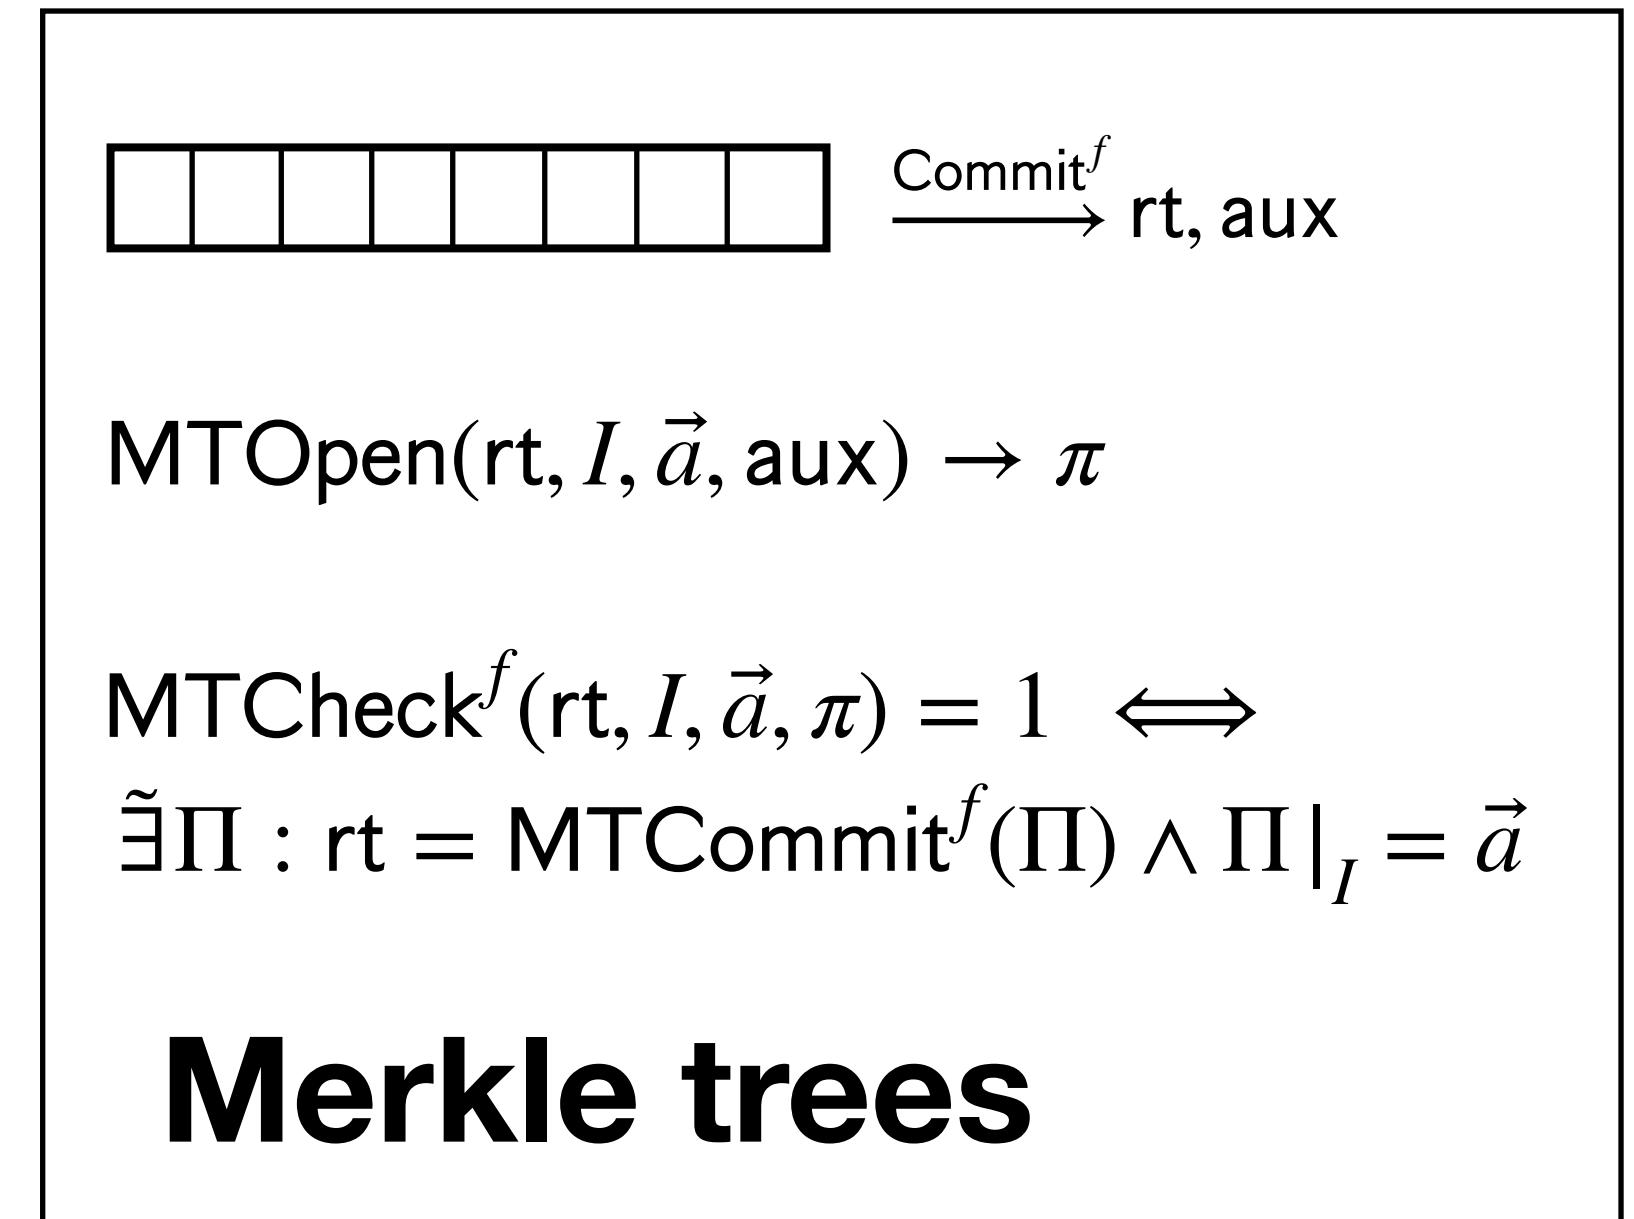 Commit^f
rt, aux
MTOpen(rt, I, a⃗, aux) → π
MTCheck^f(rt, I, a⃗, π) = 1 ⟺
∃̃Π : rt = MTCommit^f(Π) ∧ Π|_I = a⃗
Merkle trees